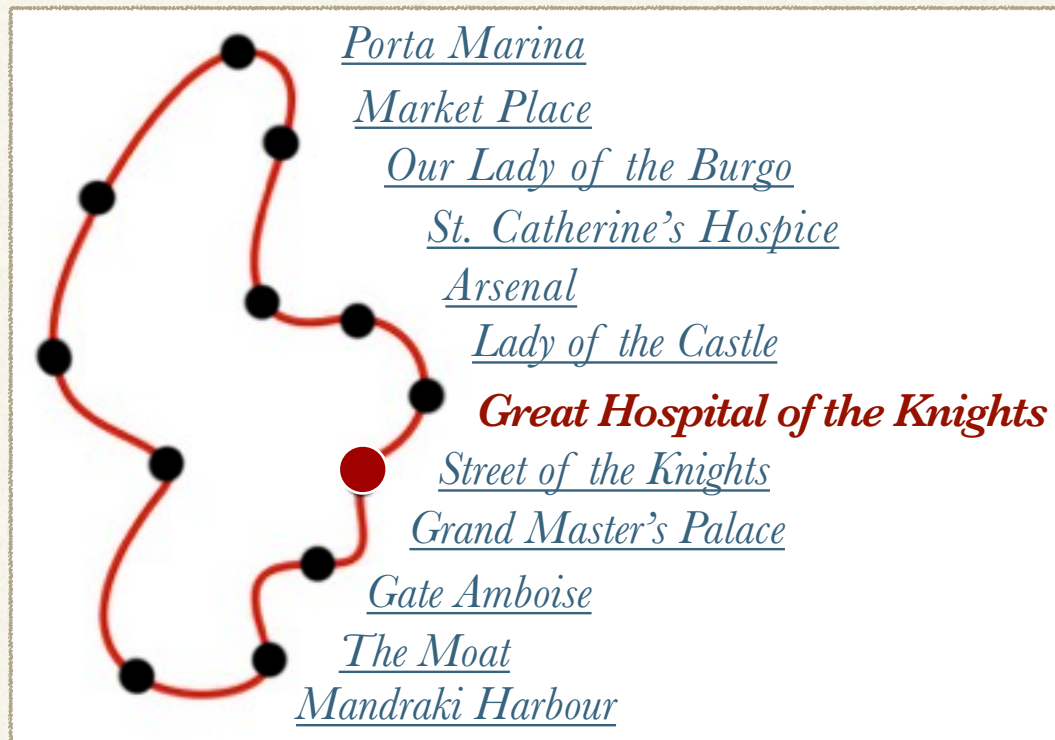 Porta Marina
Market Place
Our Lady of the Burgo
St. Catherine’s Hospice
Arsenal
Lady of the Castle
Great Hospital of the Knights
Street of the Knights
Grand Master’s Palace
Gate Amboise
The Moat
Mandraki Harbour